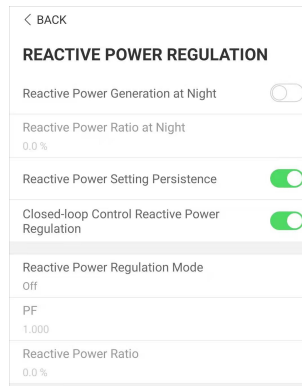 < BACK
REACTIVE POWER REGULATION
Reactive Power Generation at Night
Reactive Power Ratio at Night
0.0 %
Reactive Power Setting Persistence
Closed-loop Control Reactive Power
Regulation
Reactive Power Regulation Mode
Off
PF
1.000
Reactive Power Ratio
0.0 %